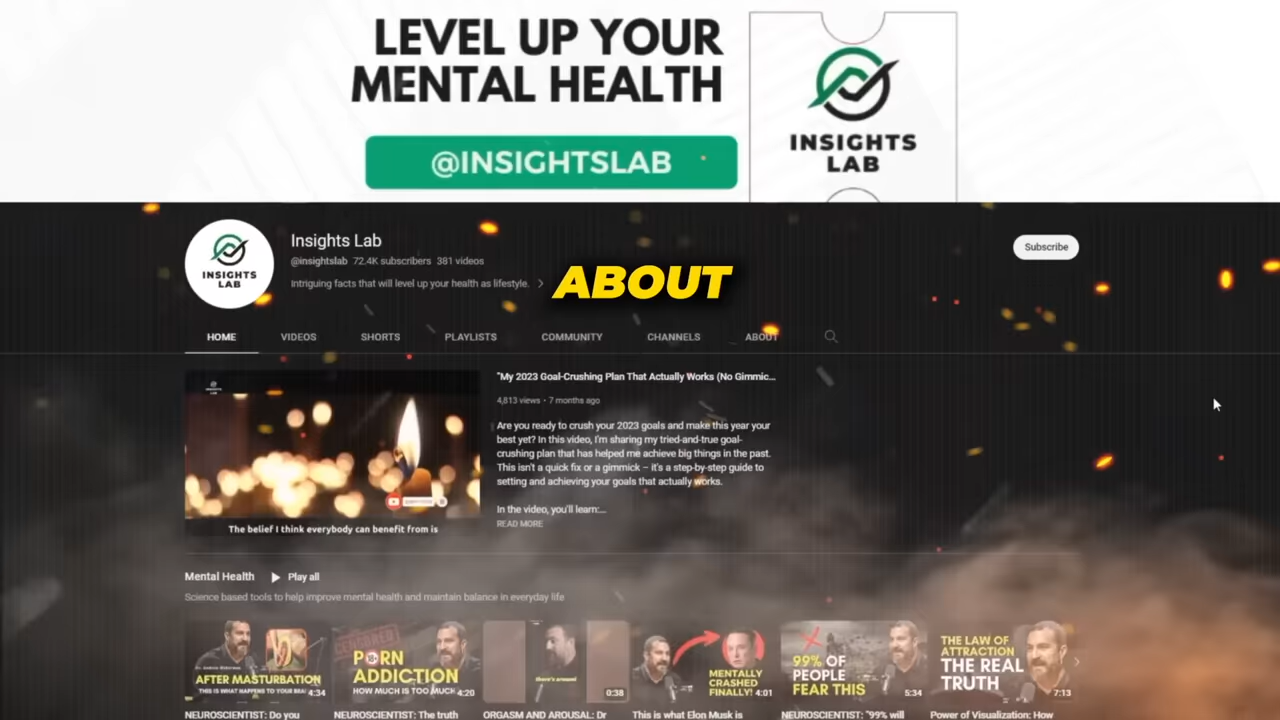 LEVEL UP YOUR
MENTAL HEALTH
@INSIGHTSLAB
INSIGHTS
LAB
INSIGHTS
LAB
Insights Lab
@insightslab 72.4K subscribers 381 videos
Intriguing facts that will level up your health as lifestyle.
Subscribe
ABOUT
HOME VIDEOS SHORTS PLAYLISTS COMMUNITY CHANNELS ABOUT
"My 2023 Goal-Crushing Plan That Actually Works (No Gimmic...
4,813 views • 7 months ago
Are you ready to crush your 2023 goals and make this year your
best yet? In this video, I'm sharing my tried-and-true goal-
crushing plan that has helped me achieve big things in the past.
This isn't a quick fix or a gimmick – it's a step-by-step guide to
setting and achieving your goals that actually works.
In the video, you'll learn:...
READ MORE
The belief I think everybody can benefit from is
Mental Health Play all
Science based tools to help improve mental health and maintain balance in everyday life
AFTER MASTURBATION
THIS IS WHAT HAPPENS TO YOUR
4:34
PORN
ADDICTION
HOW MUCH IS TOO MUCH
4:20
there's arousal
0:38
MENTALLY
CRASHED
FINALLY!
4:01
99% OF
PEOPLE
FEAR THIS
5:34
THE LAW OF
ATTRACTION
THE REAL
TRUTH
7:13
NEUROSCIENTIST: Do you
NEUROSCIENTIST: The truth
ORGASM AND AROUSAL: Dr
This is what Elon Musk is
NEUROSCIENTIST: "99% will
Power of Visualization: How